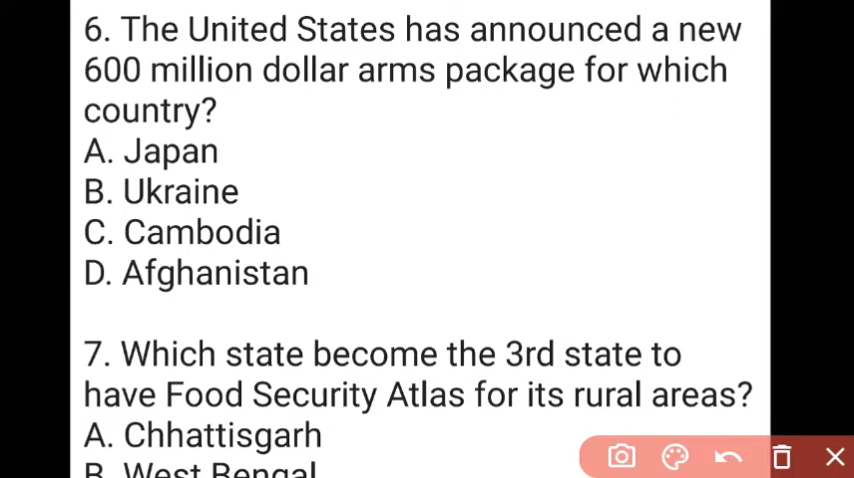 6. The United States has announced a new
600 million dollar arms package for which
country?
A. Japan
B. Ukraine
C. Cambodia
D. Afghanistan
7. Which state become the 3rd state to
have Food Security Atlas for its rural areas?
A. Chhattisgarh
B. West Bengal